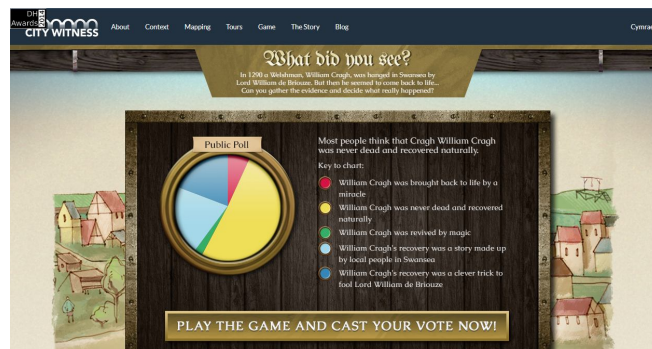 DH
Awards 2014
CITY WITNESS
About
Context
Mapping
Tours
Game
The Story
Blog
Cymrae
What did you see?
In 1290 a Welshman, William Cragh, was hanged in Swansea by
Lord William de Briouze. But then he seemed to come back to life...
Can you gather the evidence and decide what really happened?
Public Poll
Most people think that Cragh William Cragh
was never dead and recovered naturally.
Key to chart:
William Cragh was brought back to life by a
miracle
William Cragh was never dead and recovered
naturally
William Cragh was revived by magic
William Cragh's recovery was a story made up
by local people in Swansea
William Cragh's recovery was a clever trick to
fool Lord William de Briouze
PLAY THE GAME AND CAST YOUR VOTE NOW!